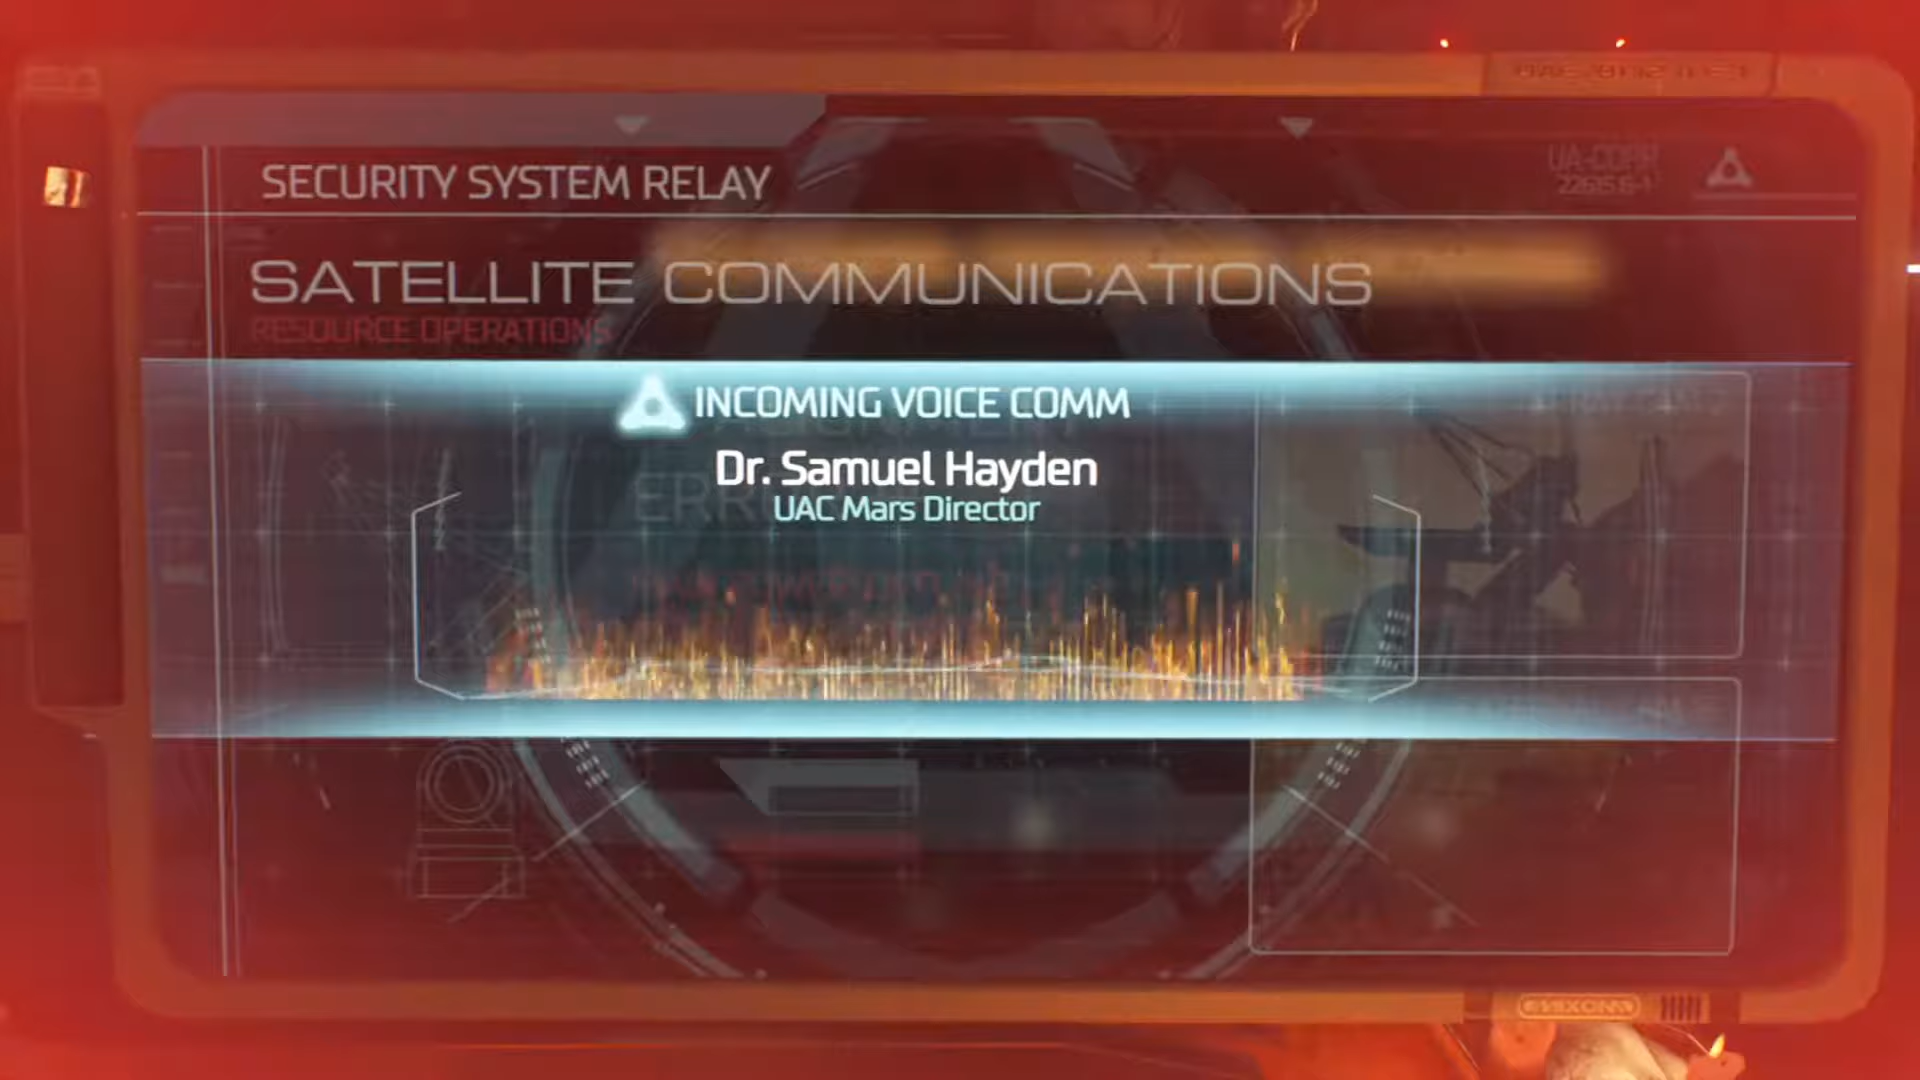 SECURITY SYSTEM RELAY
SATELLITE COMMUNICATIONS
RESOURCE OPERATIONS
INCOMING VOICE COMM
Dr. Samuel Hayden
UAC Mars Director